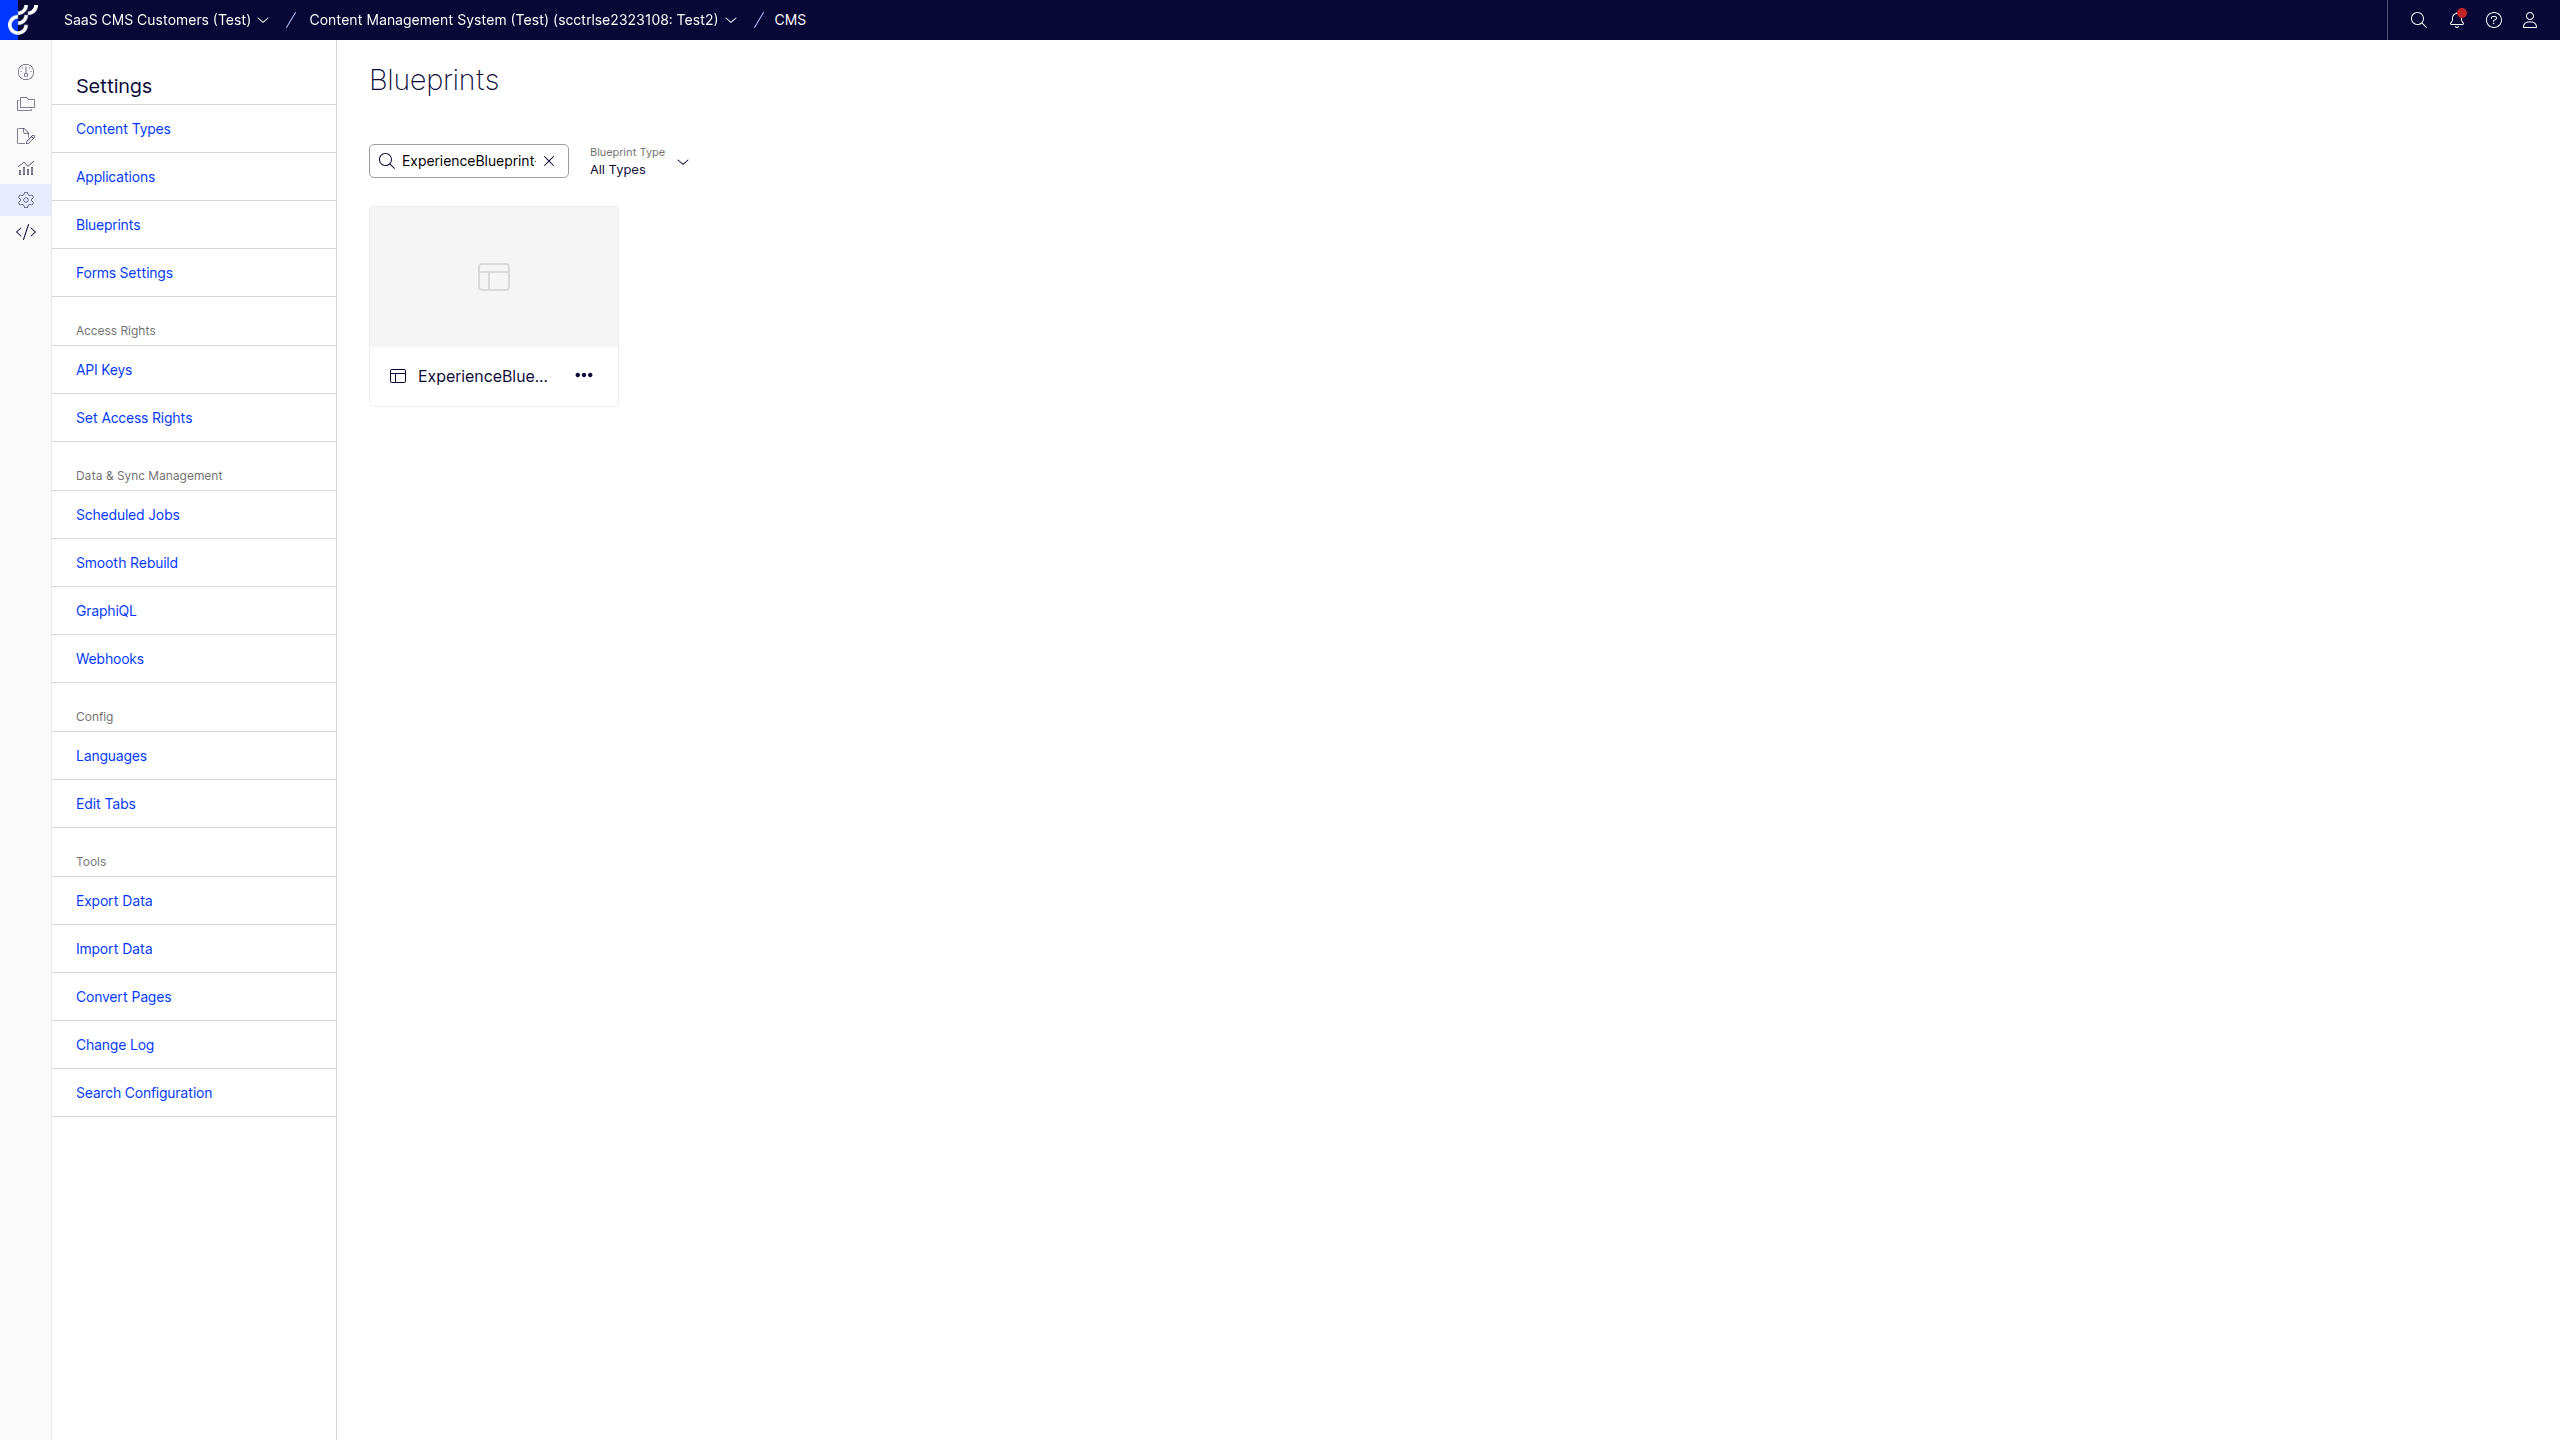 SaaS CMS Customers (Test)
Content Management System (Test) (scctrlse2323108: Test2)
CMS
Settings
Content Types
Applications
Blueprints
Forms Settings
Access Rights
API Keys
Set Access Rights
Data & Sync Management
Scheduled Jobs
Smooth Rebuild
GraphiQL
Webhooks
Config
Languages
Edit Tabs
Tools
Export Data
Import Data
Convert Pages
Change Log
Search Configuration
Blueprints
ExperienceBlueprint
Blueprint Type
All Types
ExperienceBlue...